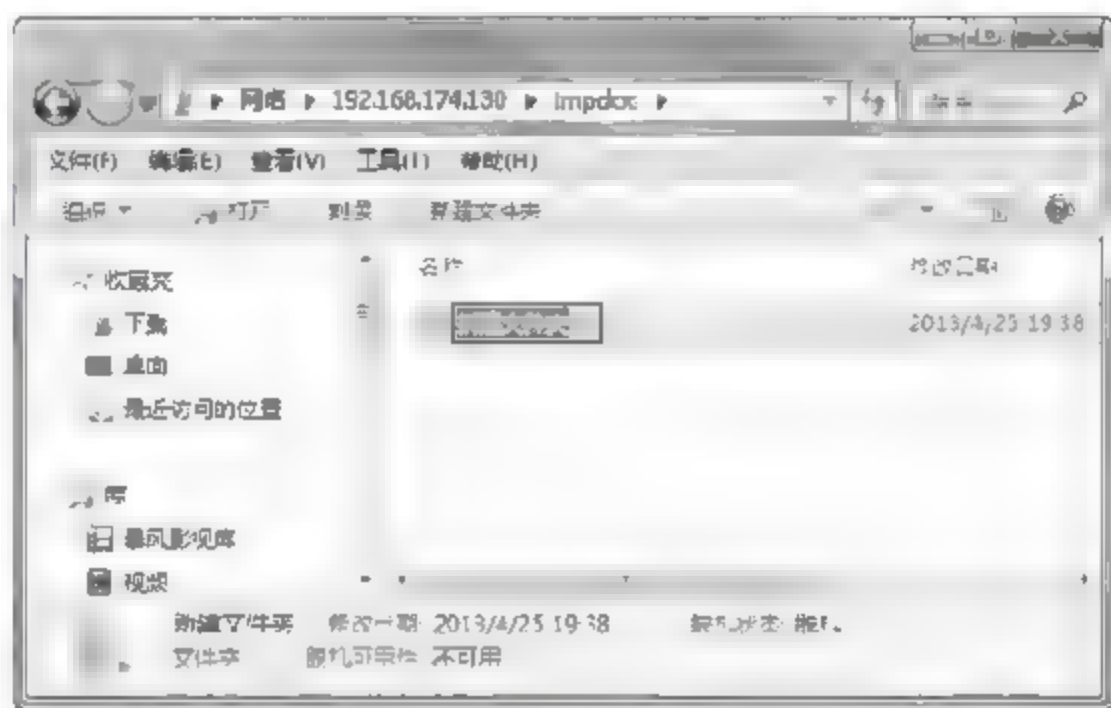 网络 ▶ 192.168.174.130 ▶ impdoc ▶
文件(F) 编辑(E) 查看(V) 工具(T) 帮助(H)
组织 打开 刻录 新建文件夹
名称 修改日期
收藏夹
下载
2013/4/25 19:38
桌面
最近访问的位置
库
暴风影视库
视频
新建文件夹 修改日期: 2013/4/25 19:38 脱机状态: 脱机
文件夹 脱机可用性: 不可用